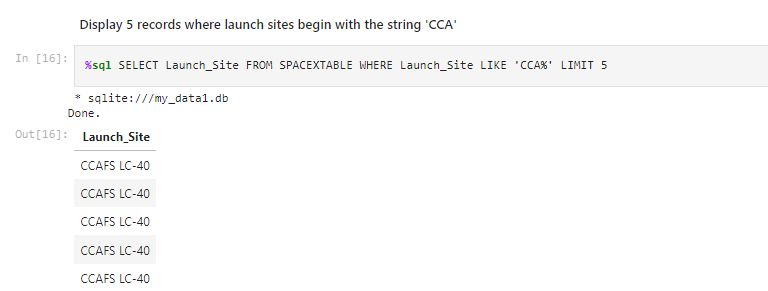 Display 5 records where launch sites begin with the string 'CCA'
In [16]: %sql SELECT Launch_Site FROM SPACEXTABLE WHERE Launch_Site LIKE 'CCA%' LIMIT 5
* sqlite:///my_data1.db
Done.
Out[16]: Launch_Site
CCAFS LC-40
CCAFS LC-40
CCAFS LC-40
CCAFS LC-40
CCAFS LC-40